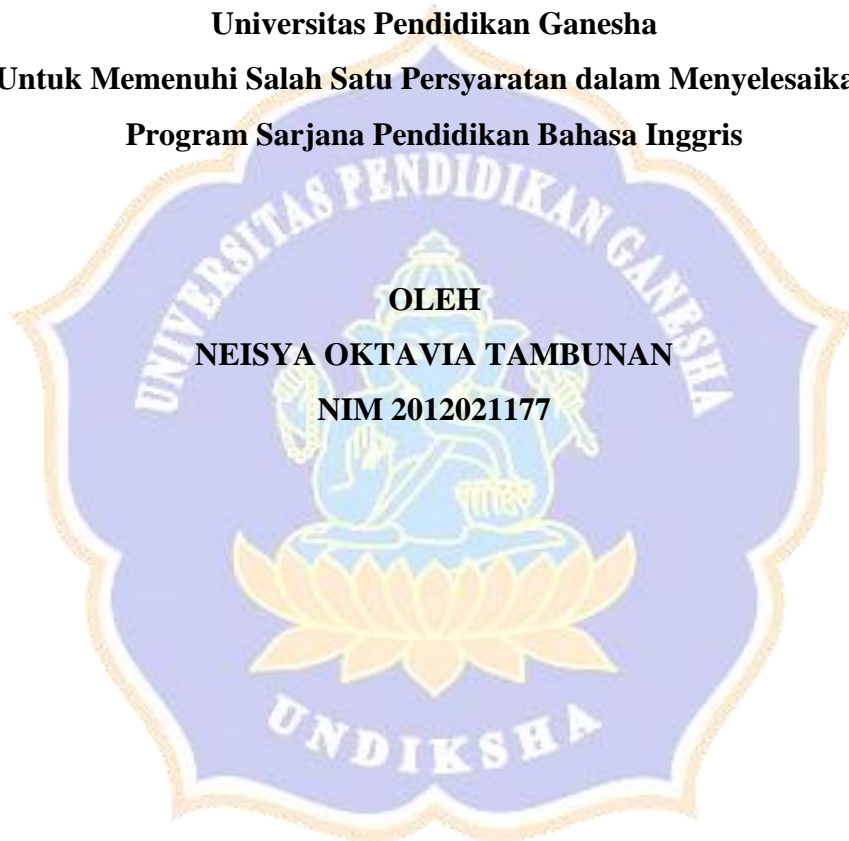 Universitas Pendidikan Ganesha
Untuk Memenuhi Salah Satu Persyaratan dalam Menyelesaika
Program Sarjana Pendidikan Bahasa Inggris
UNIVERSITAS PENDIDIKAN GANESHA
OLEH
NEISYA OKTAVIA TAMBUNAN
NIM 2012021177
UNDIKSHA